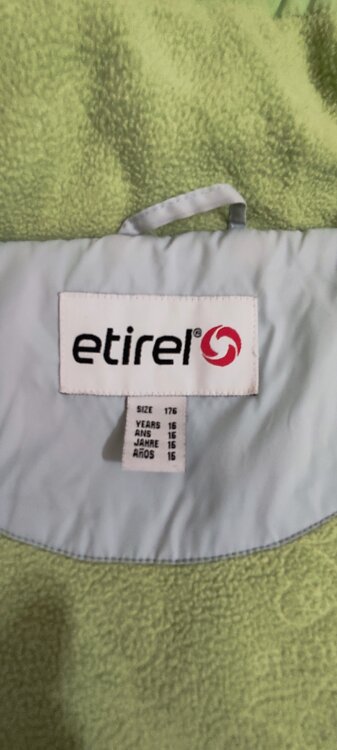 etirel®
SIZE 176
YEARS 16
ANS 16
JAHRE 16
AÑOS 16